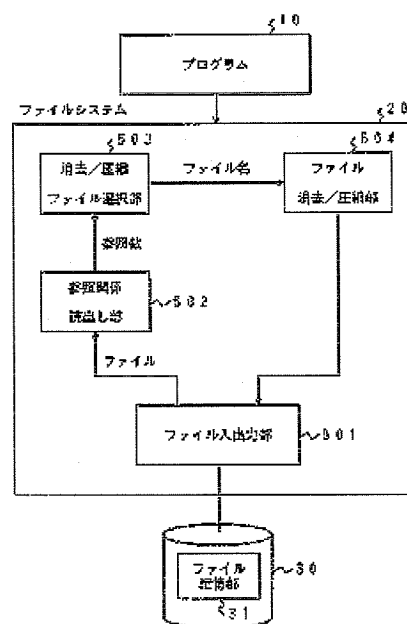 10
プログラム
ファイルシステム
20
503
消去/圧縮
ファイル選択部
ファイル名
504
ファイル
消去/圧縮部
参照数
参照関係
読出し部
502
ファイル
ファイル入出力部
501
ファイル
記憶部
31
30